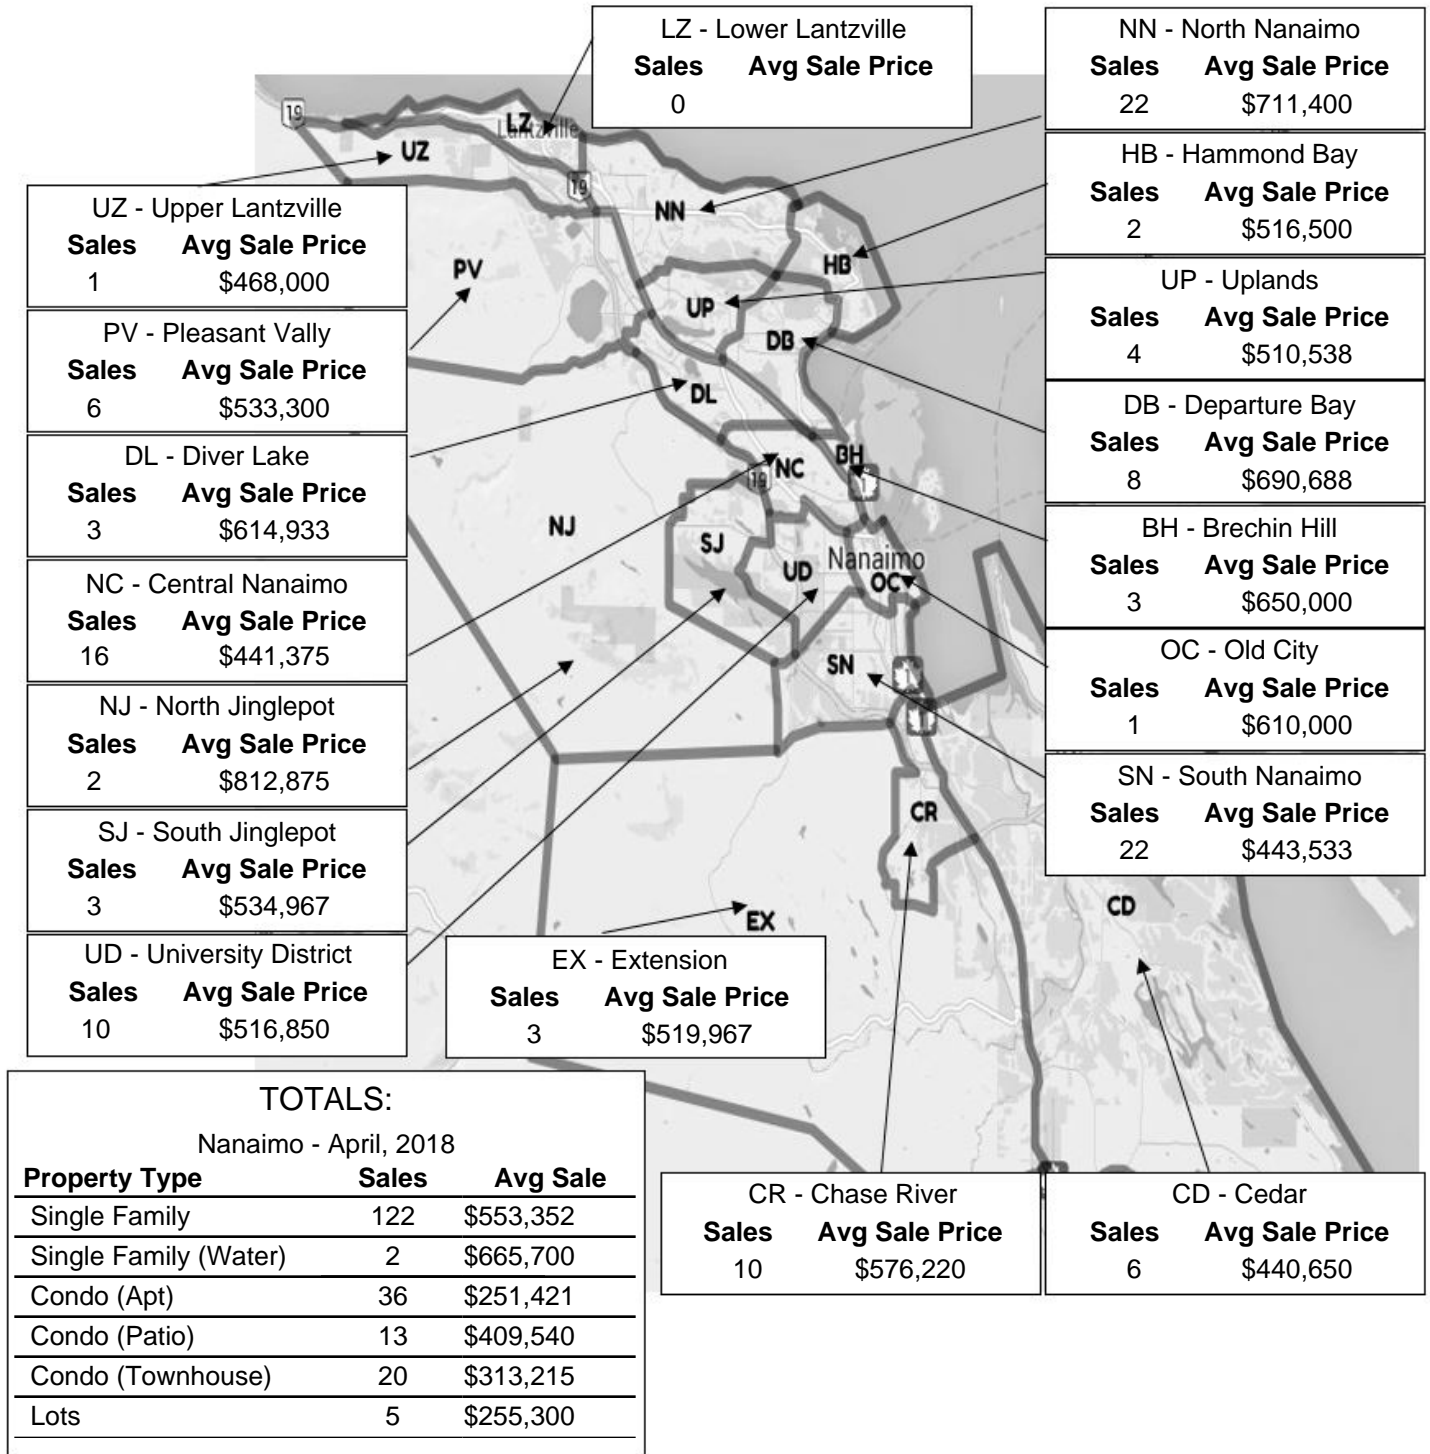 LZ - Lower Lantzville
Sales Avg Sale Price
0
NN - North Nanaimo
Sales Avg Sale Price
22 $711,400
HB - Hammond Bay
Sales Avg Sale Price
2 $516,500
UP - Uplands
Sales Avg Sale Price
4 $510,538
DB - Departure Bay
Sales Avg Sale Price
8 $690,688
BH - Brechin Hill
Sales Avg Sale Price
3 $650,000
OC - Old City
Sales Avg Sale Price
1 $610,000
SN - South Nanaimo
Sales Avg Sale Price
22 $443,533
UZ - Upper Lantzville
Sales Avg Sale Price
1 $468,000
PV - Pleasant Vally
Sales Avg Sale Price
6 $533,300
DL - Diver Lake
Sales Avg Sale Price
3 $614,933
NC - Central Nanaimo
Sales Avg Sale Price
16 $441,375
NJ - North Jinglepot
Sales Avg Sale Price
2 $812,875
SJ - South Jinglepot
Sales Avg Sale Price
3 $534,967
UD - University District
Sales Avg Sale Price
10 $516,850
EX - Extension
Sales Avg Sale Price
3 $519,967
CR - Chase River
Sales Avg Sale Price
10 $576,220
CD - Cedar
Sales Avg Sale Price
6 $440,650
19
LZ
Lantzville
UZ
19
NN
PV
HB
UP
DB
DL
BH
NC
19
1
NJ
SJ
Nanaimo
UD
OC
SN
1
1
CR
EX
CD
TOTALS:
Nanaimo - April, 2018
Property Type Sales Avg Sale
Single Family 122 $553,352
Single Family (Water) 2 $665,700
Condo (Apt) 36 $251,421
Condo (Patio) 13 $409,540
Condo (Townhouse) 20 $313,215
Lots 5 $255,300